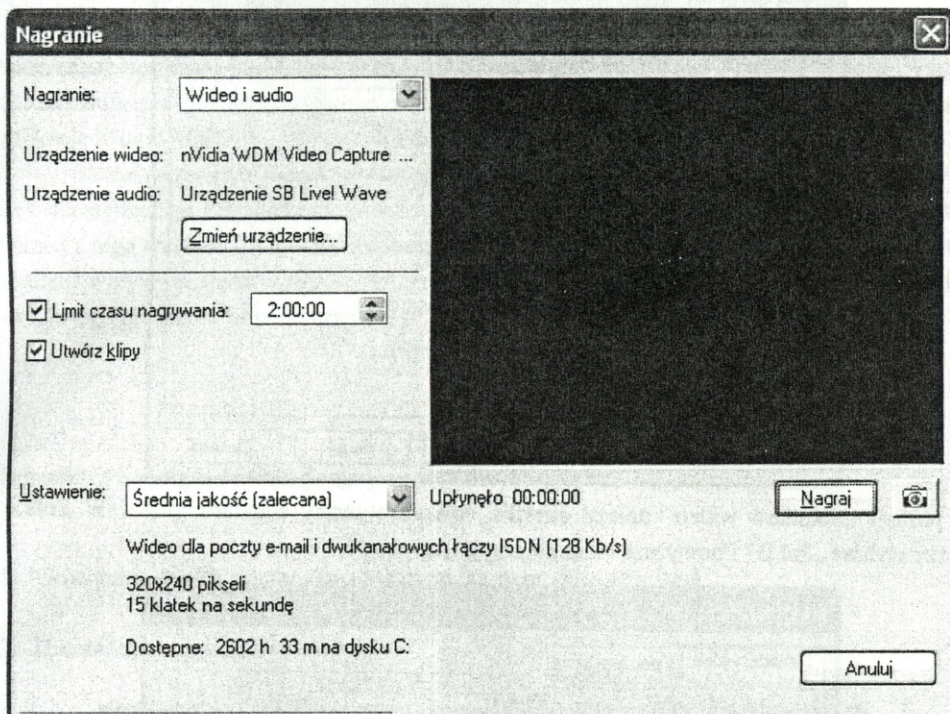 Nagranie
Nagranie: Wideo i audio
Urządzenie wideo: nVidia WDM Video Capture ...
Urządzenie audio: Urządzenie SB Live! Wave
Zmień urządzenie...
Limit czasu nagrywania: 2:00:00
Utwórz klipy
Ustawienie: Średnia jakość (zalecana)
Upłynęło 00:00:00
Nagraj
Wideo dla poczty e-mail i dwukanałowych łączy ISDN (128 Kb/s)
320x240 pikseli
15 klatek na sekundę
Dostępne: 2602 h 33 m na dysku C:
Anuluj